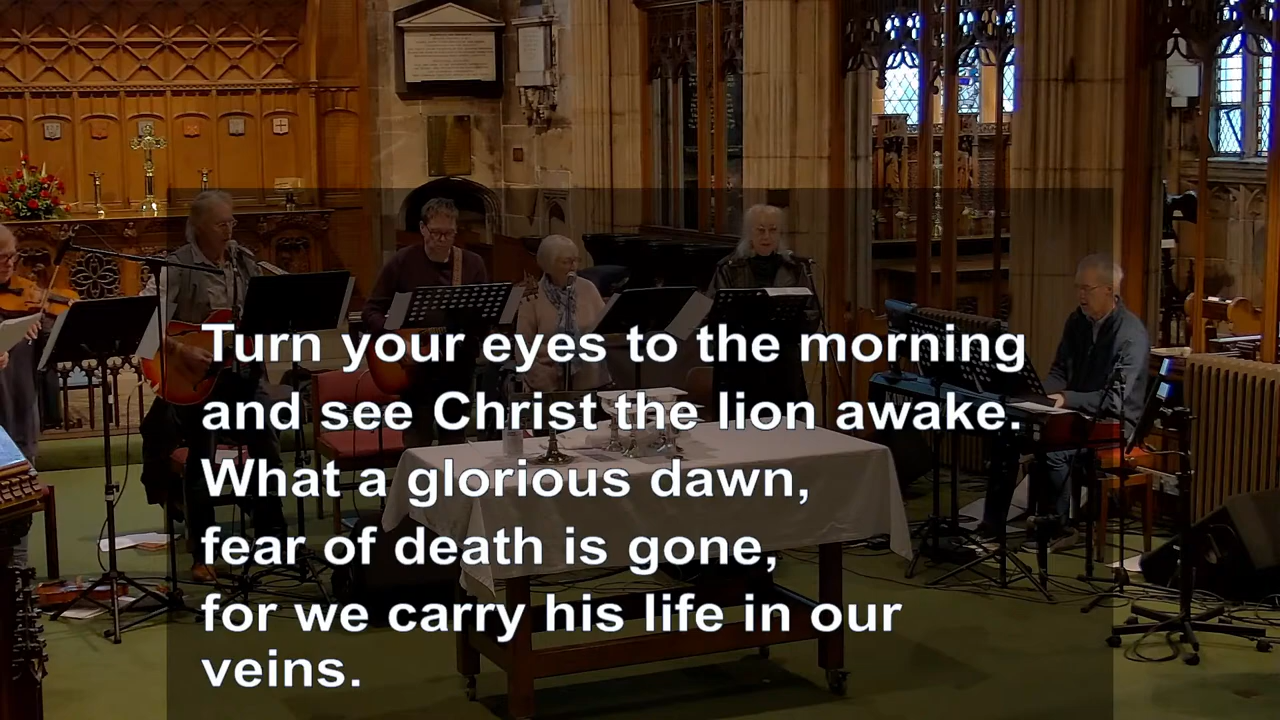 Turn your eyes to the morning
and see Christ the lion awake.
What a glorious dawn,
fear of death is gone,
for we carry his life in our
veins.